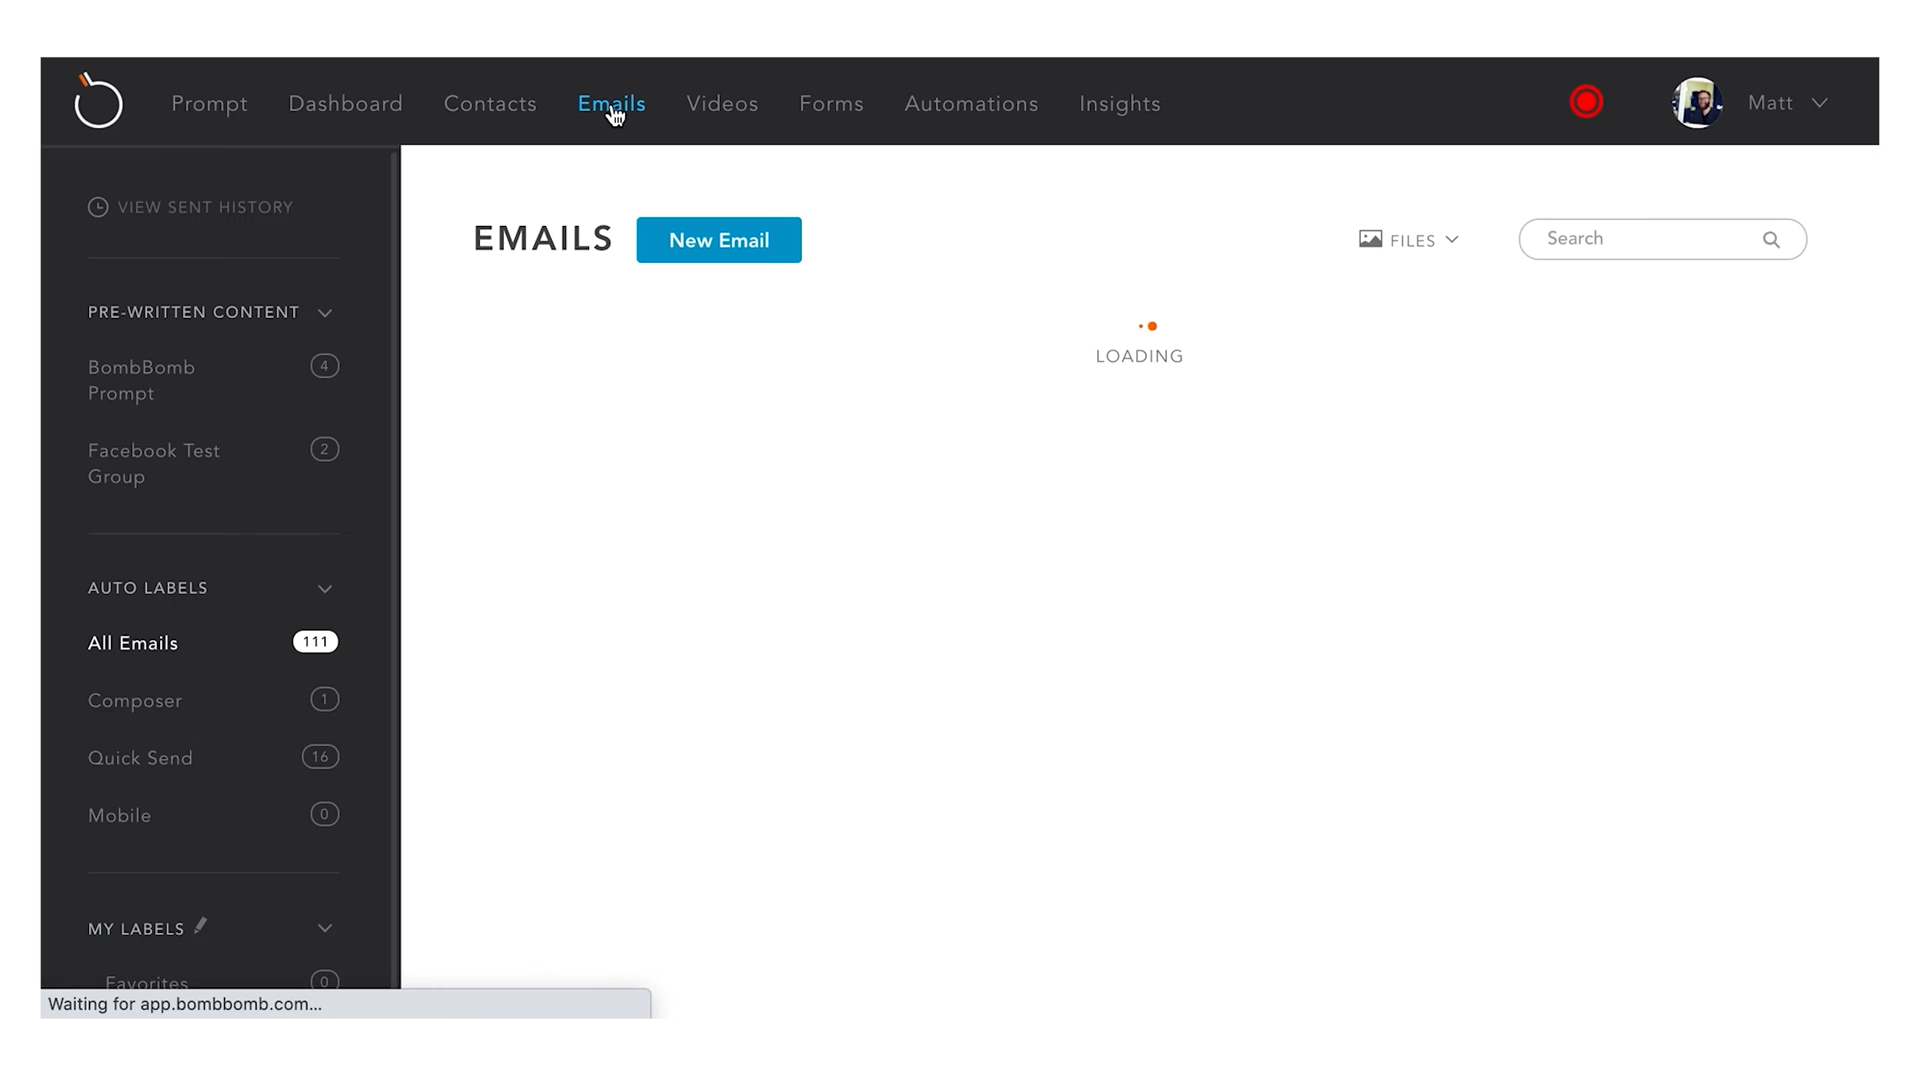 Prompt Dashboard Contacts Emails Videos Forms Automations Insights Matt
VIEW SENT HISTORY
EMAILS New Email FILES Search
PRE-WRITTEN CONTENT
LOADING
BombBomb 4
Prompt
Facebook Test 2
Group
AUTO LABELS
All Emails 111
Composer 1
Quick Send 16
Mobile 0
MY LABELS
Favorites 0
Waiting for app.bombbomb.com...